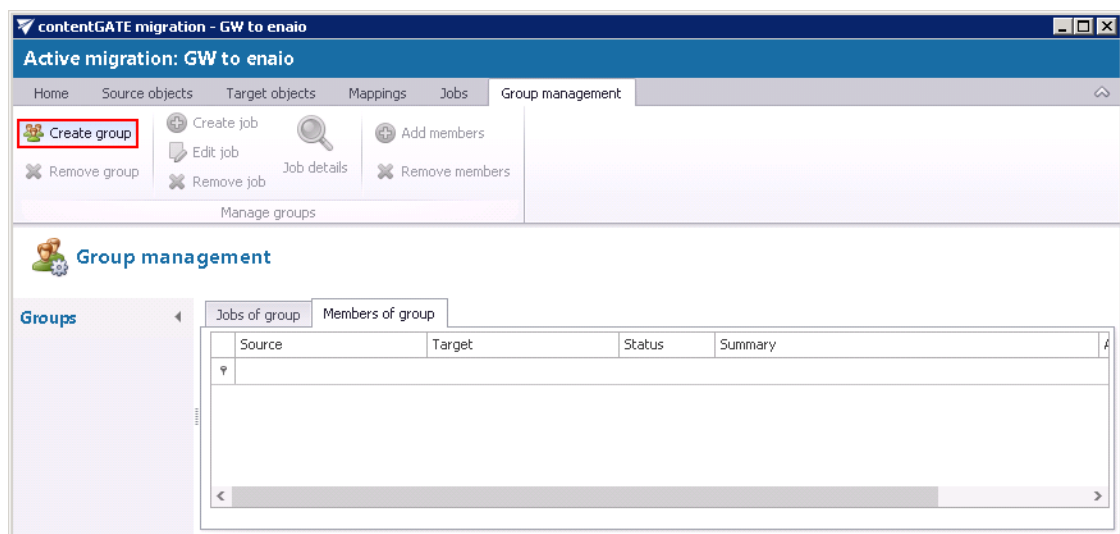 contentGATE migration - GW to enaio
Active migration: GW to enaio
Home Source objects Target objects Mappings Jobs Group management
Create group Create job Add members
Edit job
Remove group Remove job Job details Remove members
Manage groups
Group management
Groups Jobs of group Members of group
Source Target Status Summary